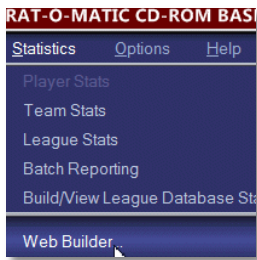 RAT-O-MATIC CD-ROM BAS
Statistics Options Help
Player Stats
Team Stats
League Stats
Batch Reporting
Build/View League Database Sta
Web Builder...